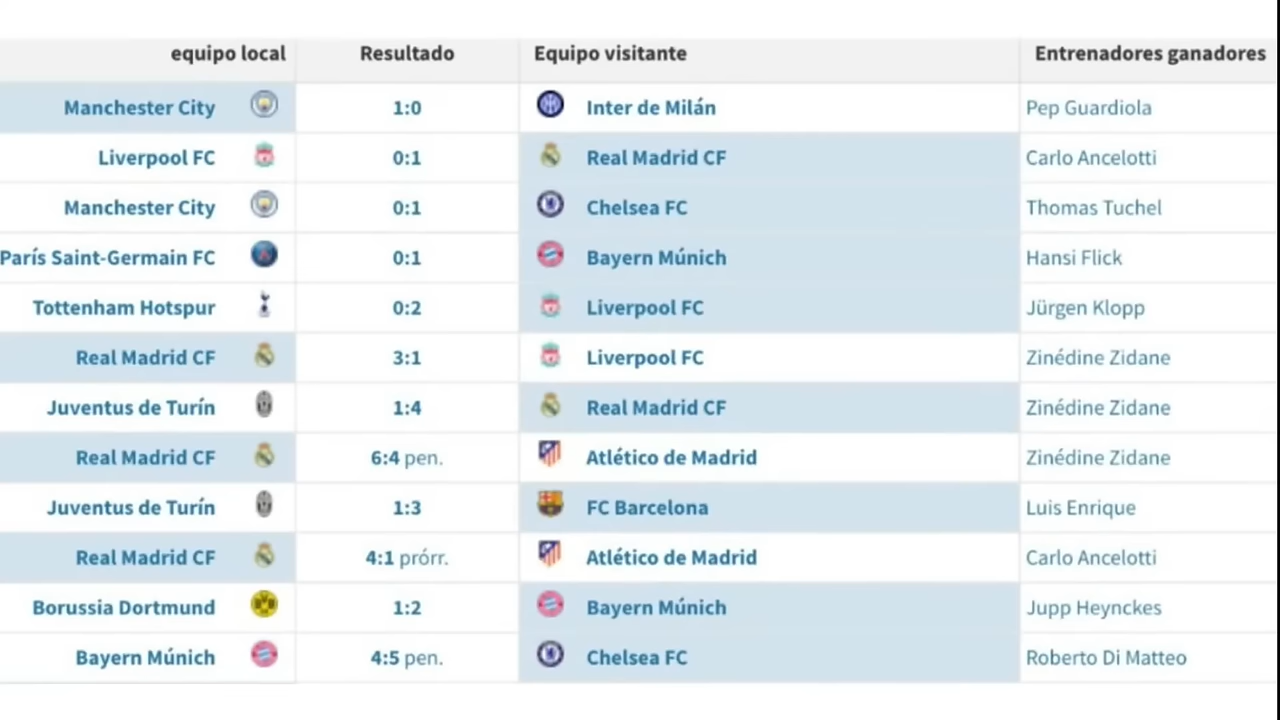 equipo local Resultado Equipo visitante Entrenadores ganadores
Manchester City 1:0 Inter de Milán Pep Guardiola
Liverpool FC 0:1 Real Madrid CF Carlo Ancelotti
Manchester City 0:1 Chelsea FC Thomas Tuchel
París Saint-Germain FC 0:1 Bayern Múnich Hansi Flick
Tottenham Hotspur 0:2 Liverpool FC Jürgen Klopp
Real Madrid CF 3:1 Liverpool FC Zinédine Zidane
Juventus de Turín 1:4 Real Madrid CF Zinédine Zidane
Real Madrid CF 6:4 pen. Atlético de Madrid Zinédine Zidane
Juventus de Turín 1:3 FC Barcelona Luis Enrique
Real Madrid CF 4:1 prórr. Atlético de Madrid Carlo Ancelotti
Borussia Dortmund 1:2 Bayern Múnich Jupp Heynckes
Bayern Múnich 4:5 pen. Chelsea FC Roberto Di Matteo